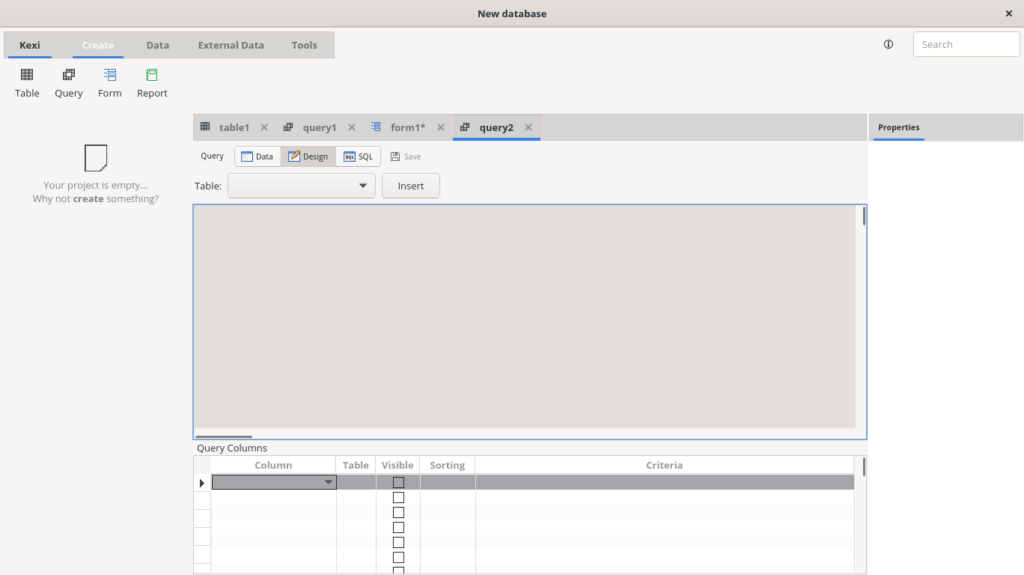 New database
Kexi Create Data External Data Tools
Search
Table Query Form Report
table1 query1 form1* query2
Properties
Query Data Design SQL Save
Table: Insert
Your project is empty...
Why not create something?
Query Columns
Column Table Visible Sorting Criteria